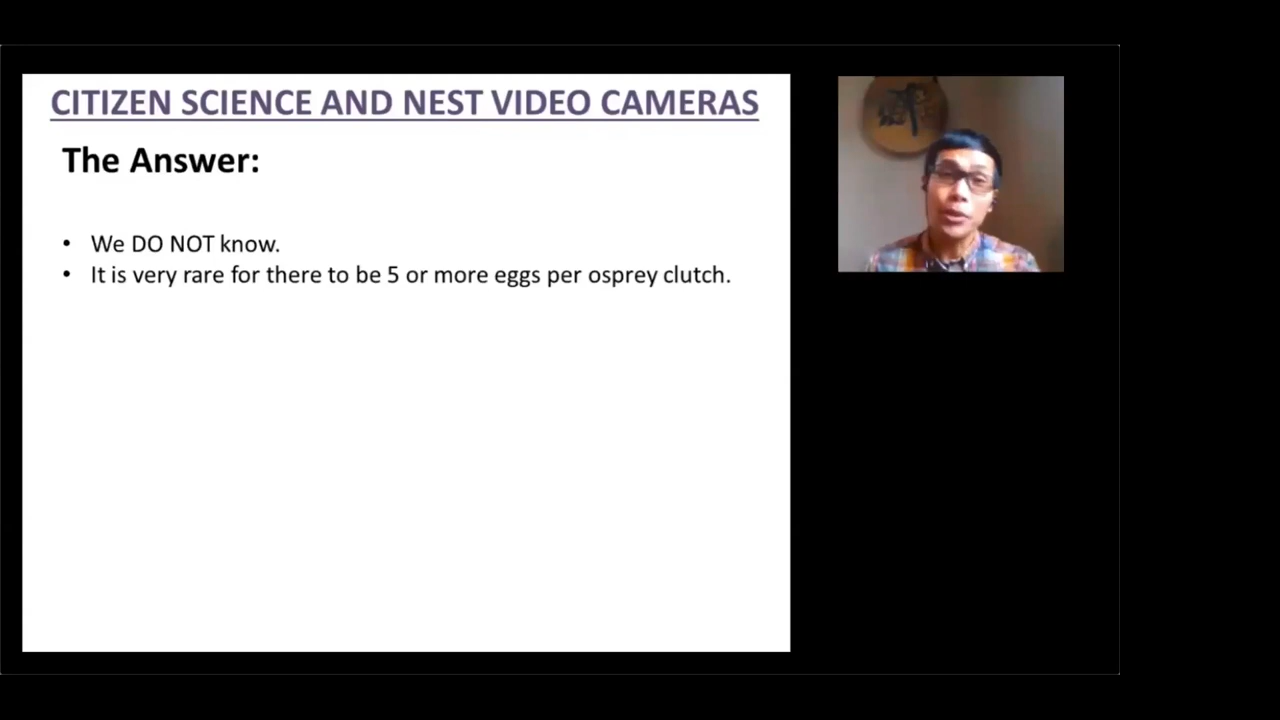 CITIZEN SCIENCE AND NEST VIDEO CAMERAS
The Answer:
• We DO NOT know.
• It is very rare for there to be 5 or more eggs per osprey clutch.